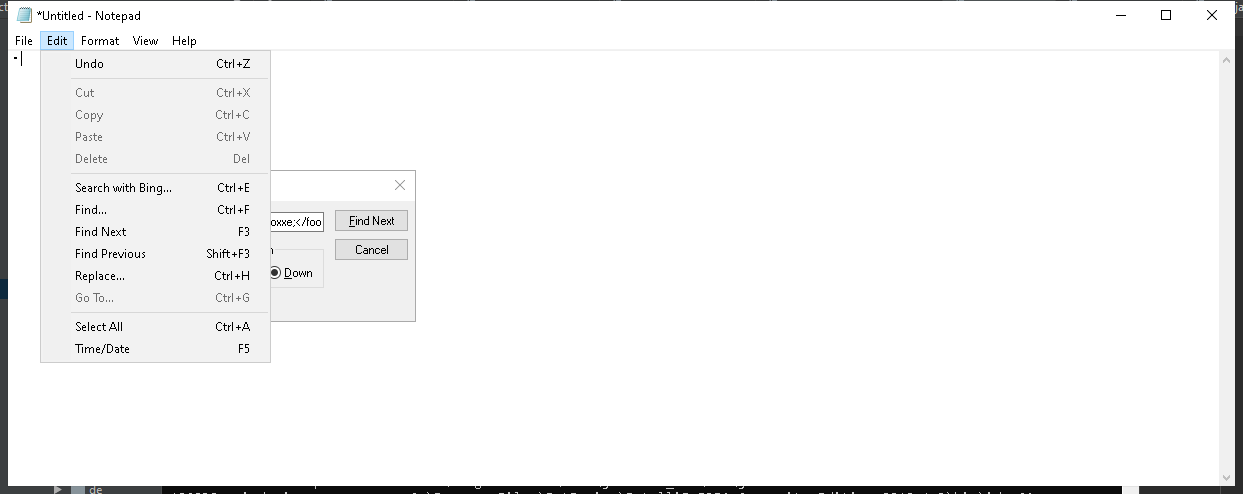 *Untitled - Notepad
File Edit Format View Help
-
Undo Ctrl+Z
Cut Ctrl+X
Copy Ctrl+C
Paste Ctrl+V
Delete Del
Search with Bing... Ctrl+E
Find... Ctrl+F
Find Next F3
Find Previous Shift+F3
Replace... Ctrl+H
Go To... Ctrl+G
Select All Ctrl+A
Time/Date F5
oxxe;</foo Find Next
Cancel
Down
de